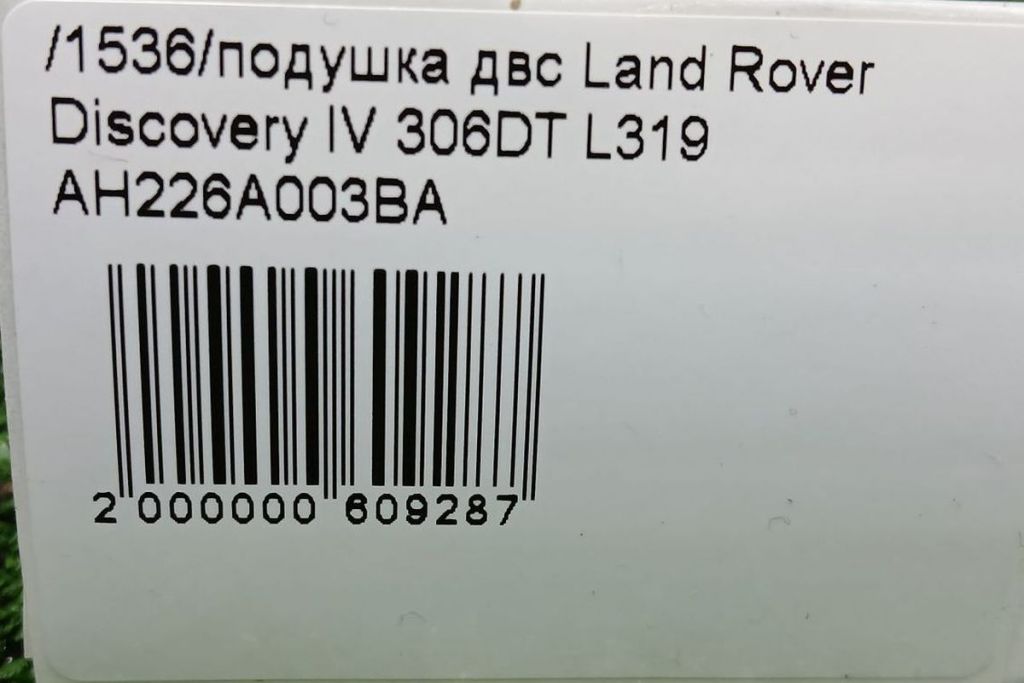 /1536/подушка двс Land Rover
Discovery IV 306DT L319
AH226A003BA
2 000000 609287